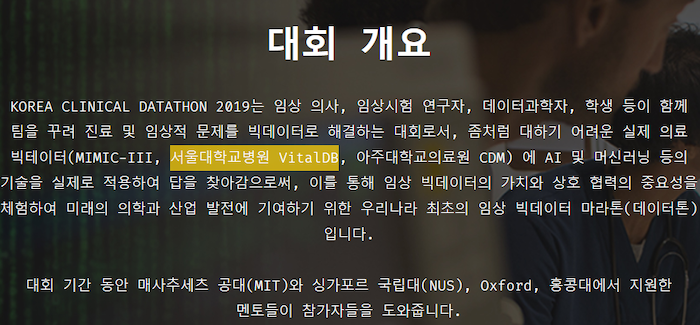 대회 개요
KOREA CLINICAL DATATHON 2019는 임상 의사, 임상시험 연구자, 데이터과학자, 학생 등이 함께
팀을 꾸려 진료 및 임상적 문제를 빅데이터로 해결하는 대회로서, 좀처럼 대하기 어려운 실제 의료
빅테이터(MIMIC-III, 서울대학교병원 VitalDB, 아주대학교의료원 CDM) 에 AI 및 머신러닝 등의
기술을 실제로 적용하여 답을 찾아감으로써, 이를 통해 임상 빅데이터의 가치와 상호 협력의 중요성을
체험하여 미래의 의학과 산업 발전에 기여하기 위한 우리나라 최초의 임상 빅데이터 마라톤(데이터톤)
입니다.
대회 기간 동안 매사추세츠 공대(MIT)와 싱가포르 국립대(NUS), Oxford, 홍콩대에서 지원한
멘토들이 참가자들을 도와줍니다.